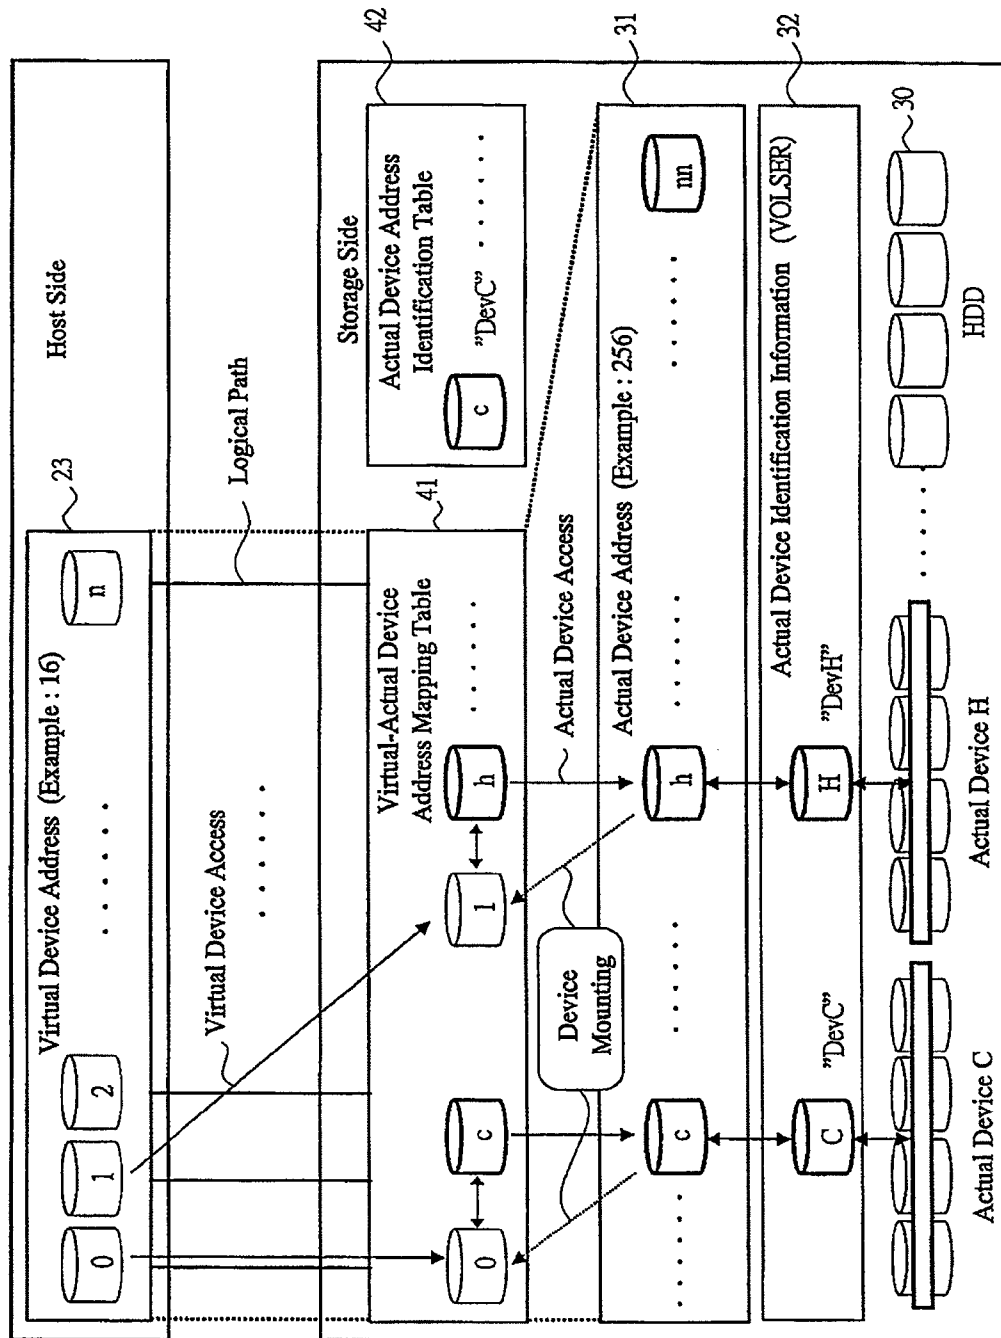 Host Side
Virtual Device Address (Example : 16)
23
0
1
2
. . . . . .
n
Virtual Device Access
. . . . . .
Logical Path
Storage Side
Virtual-Actual Device
Address Mapping Table
41
0
c
1
h
. . . . . .
Actual Device Address
Identification Table
42
c
"DevC"
. . . . . .
Device
Mounting
Actual Device Access
Actual Device Address (Example : 256)
31
. . . . . .
c
. . . . . .
h
. . . . . .
. . . . . .
nn
Actual Device Identification Information (VOLSER)
32
C
"DevC"
H
"DevH"
. . . . . .
30
Actual Device C
Actual Device H
HDD